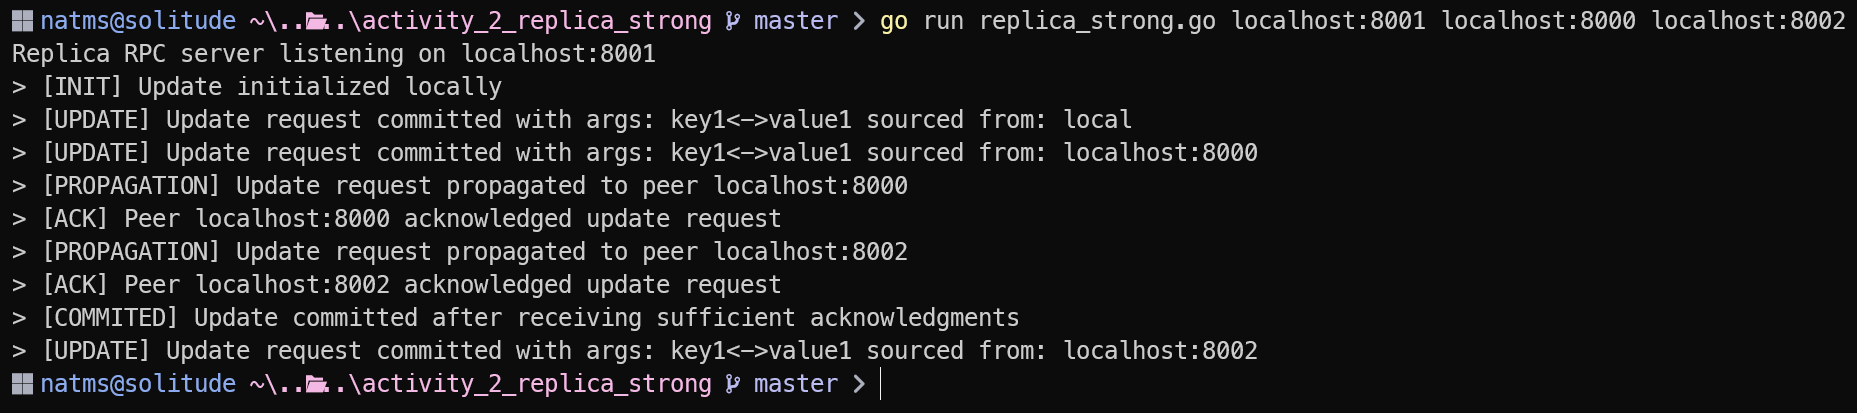 natms@solitude ~\....\activity_2_replica_strong master > go run replica_strong.go localhost:8001 localhost:8000 localhost:8002
Replica RPC server listening on localhost:8001
> [INIT] Update initialized locally
> [UPDATE] Update request committed with args: key1<->value1 sourced from: local
> [UPDATE] Update request committed with args: key1<->value1 sourced from: localhost:8000
> [PROPAGATION] Update request propagated to peer localhost:8000
> [ACK] Peer localhost:8000 acknowledged update request
> [PROPAGATION] Update request propagated to peer localhost:8002
> [ACK] Peer localhost:8002 acknowledged update request
> [COMMITED] Update committed after receiving sufficient acknowledgments
> [UPDATE] Update request committed with args: key1<->value1 sourced from: localhost:8002
natms@solitude ~\....\activity_2_replica_strong master >